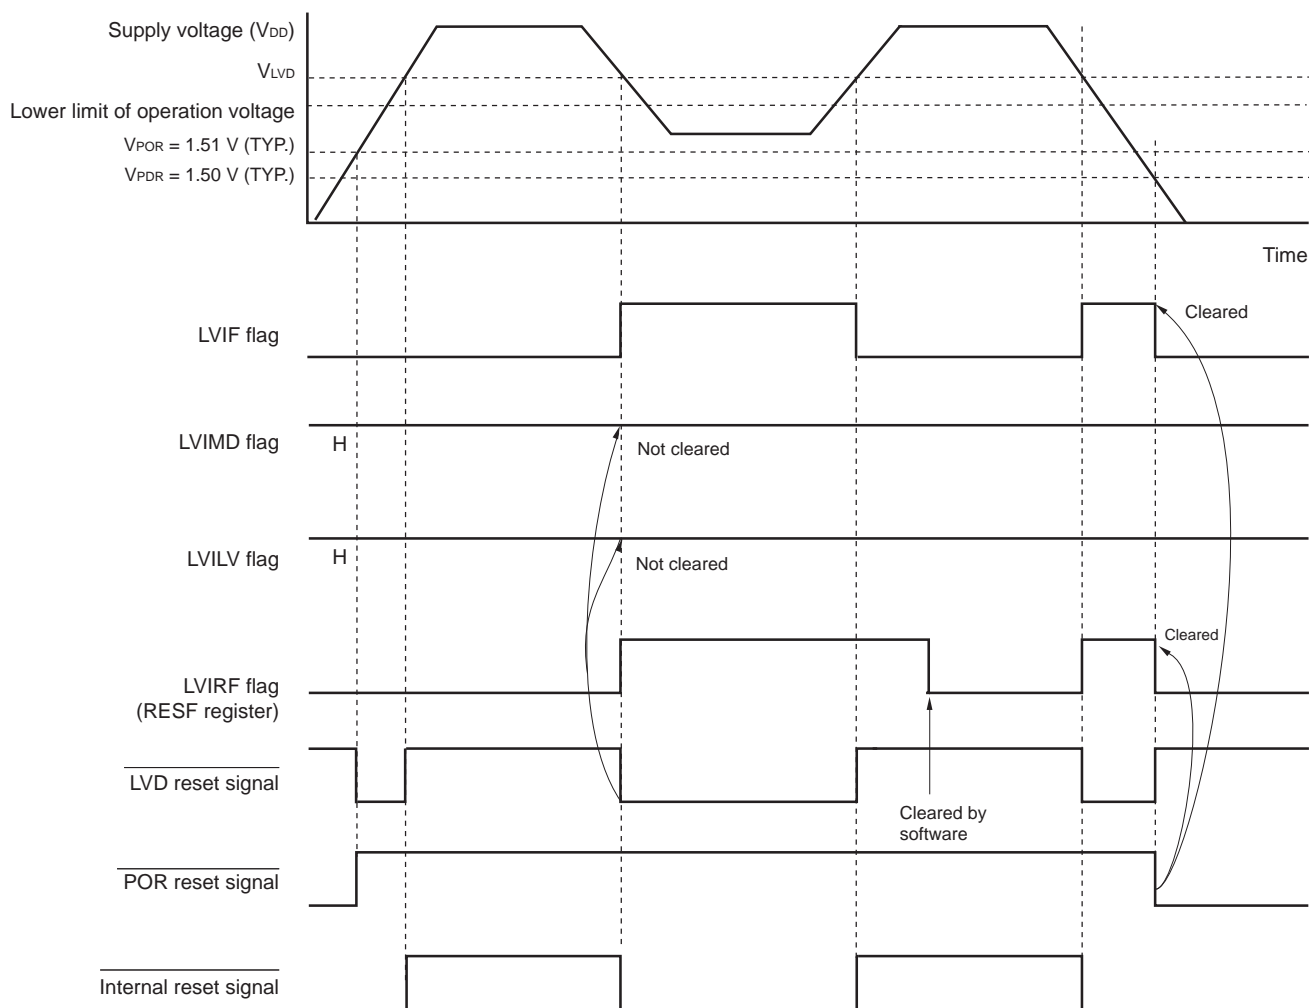 Supply voltage (VDD)
VLVD
Lower limit of operation voltage
VPOR = 1.51 V (TYP.)
VPDR = 1.50 V (TYP.)
Time
LVIF flag
Cleared
LVIMD flag
H
Not cleared
LVILV flag
H
Not cleared
LVIRF flag
(RESF register)
Cleared
LVD reset signal
Cleared by
software
POR reset signal
Internal reset signal